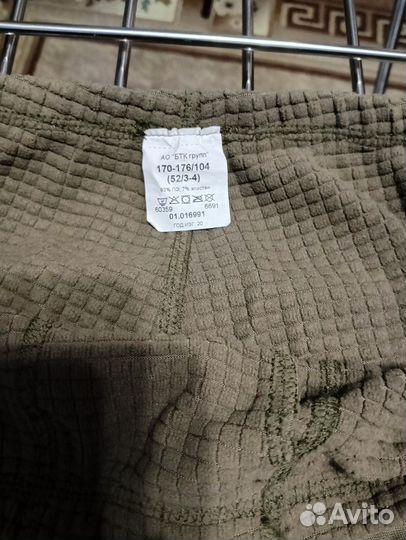 АО "БТК групп"
170-176/104
(52/3-4)
93% ПЭ, 7% эластан
60359 6691
01.016991
ГОД ИЗГ. 20
Avito